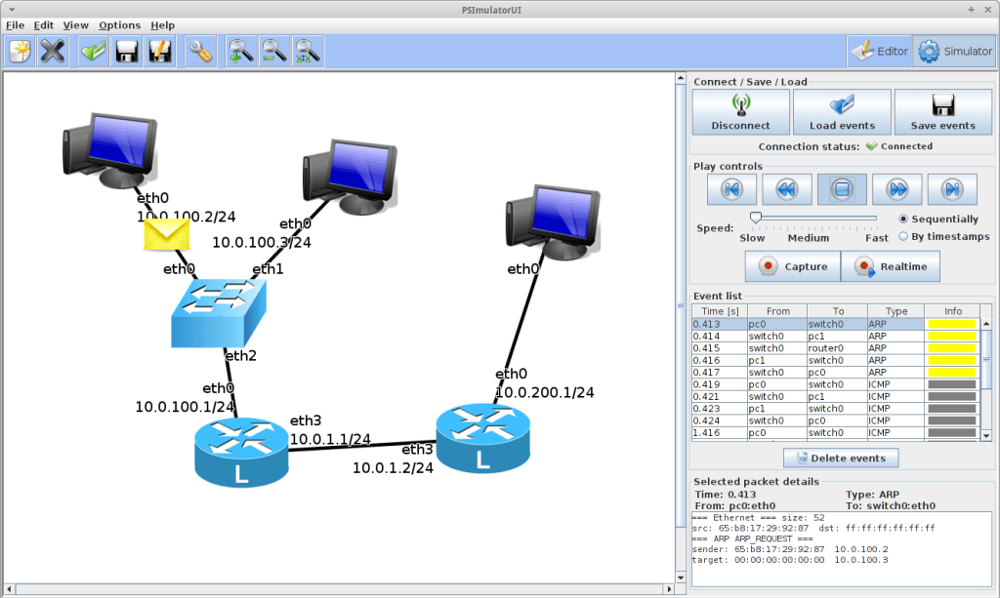 PSImulatorUI
File Edit View Options Help
Editor Simulator
eth0
10.0.100.2/24
eth0
10.0.100.3/24
eth0
eth1
eth0
eth2
eth0
10.0.100.1/24
eth0
10.0.200.1/24
eth3
10.0.1.1/24
eth3
10.0.1.2/24
L
L
Connect / Save / Load
Disconnect Load events Save events
Connection status: Connected
Play controls
Speed:
Slow Medium Fast
Sequentially
By timestamps
Capture Realtime
Event list
Time [s] From To Type Info
0.413 pc0 switch0 ARP
0.414 switch0 pc1 ARP
0.415 switch0 router0 ARP
0.416 pc1 switch0 ARP
0.417 switch0 pc0 ARP
0.419 pc0 switch0 ICMP
0.421 switch0 pc1 ICMP
0.423 pc1 switch0 ICMP
0.424 switch0 pc0 ICMP
1.416 pc0 switch0 ICMP
Delete events
Selected packet details
Time: 0.413 Type: ARP
From: pc0:eth0 To: switch0:eth0
=== Ethernet === size: 52
src: 65:b8:17:29:92:87 dst: ff:ff:ff:ff:ff:ff
=== ARP ARP_REQUEST ===
sender: 65:b8:17:29:92:87 10.0.100.2
target: 00:00:00:00:00:00 10.0.100.3